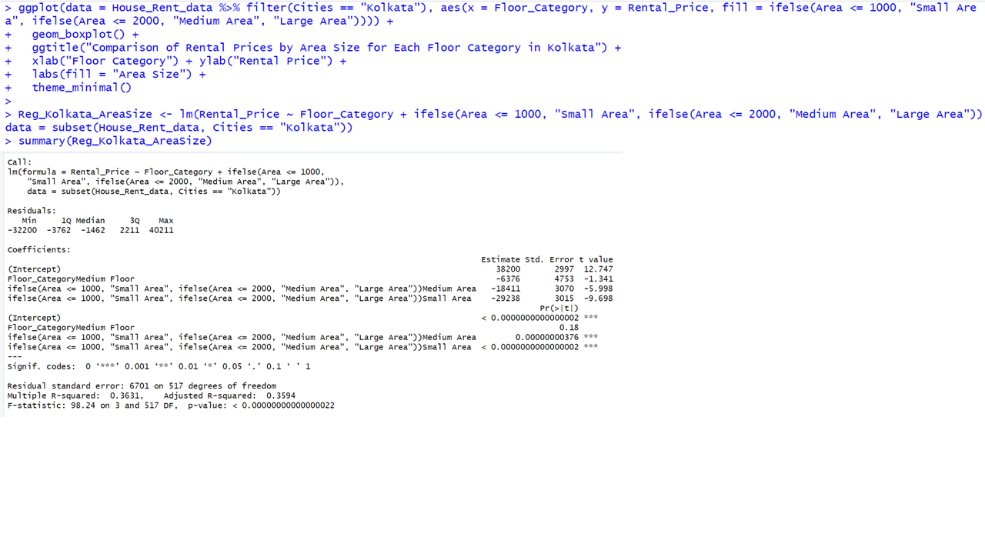 > ggplot(data = House_Rent_data %>% filter(Cities == "Kolkata"), aes(x = Floor_Category, y = Rental_Price, fill = ifelse(Area <= 1000, "Small Are
a", ifelse(Area <= 2000, "Medium Area", "Large Area")))) +
+   geom_boxplot() +
+   ggtitle("Comparison of Rental Prices by Area Size for Each Floor Category in Kolkata") +
+   xlab("Floor Category") + ylab("Rental Price") +
+   labs(fill = "Area Size") +
+   theme_minimal()
>
> Reg_Kolkata_AreaSize <- lm(Rental_Price ~ Floor_Category + ifelse(Area <= 1000, "Small Area", ifelse(Area <= 2000, "Medium Area", "Large Area"))
data = subset(House_Rent_data, Cities == "Kolkata"))
> summary(Reg_Kolkata_AreaSize)
Call:
lm(formula = Rental_Price ~ Floor_Category + ifelse(Area <= 1000,
    "Small Area", ifelse(Area <= 2000, "Medium Area", "Large Area")),
    data = subset(House_Rent_data, Cities == "Kolkata"))
Residuals:
   Min     1Q Median     3Q    Max
-32200  -3762  -1462   2211  40211
Coefficients:
Estimate Std. Error t value
(Intercept) 38200 2997 12.747
Floor_CategoryMedium Floor -6376 4753 -1.341
ifelse(Area <= 1000, "Small Area", ifelse(Area <= 2000, "Medium Area", "Large Area"))Medium Area -18411 3070 -5.998
ifelse(Area <= 1000, "Small Area", ifelse(Area <= 2000, "Medium Area", "Large Area"))Small Area -29238 3015 -9.698
Pr(>|t|)
(Intercept) < 0.0000000000000002 ***
Floor_CategoryMedium Floor 0.18
ifelse(Area <= 1000, "Small Area", ifelse(Area <= 2000, "Medium Area", "Large Area"))Medium Area 0.00000000376 ***
ifelse(Area <= 1000, "Small Area", ifelse(Area <= 2000, "Medium Area", "Large Area"))Small Area < 0.0000000000000002 ***
---
Signif. codes:  0 ‘***’ 0.001 ‘**’ 0.01 ‘*’ 0.05 ‘.’ 0.1 ‘ ’ 1
Residual standard error: 6701 on 517 degrees of freedom
Multiple R-squared:  0.3631,    Adjusted R-squared:  0.3594
F-statistic: 98.24 on 3 and 517 DF,  p-value: < 0.00000000000000022